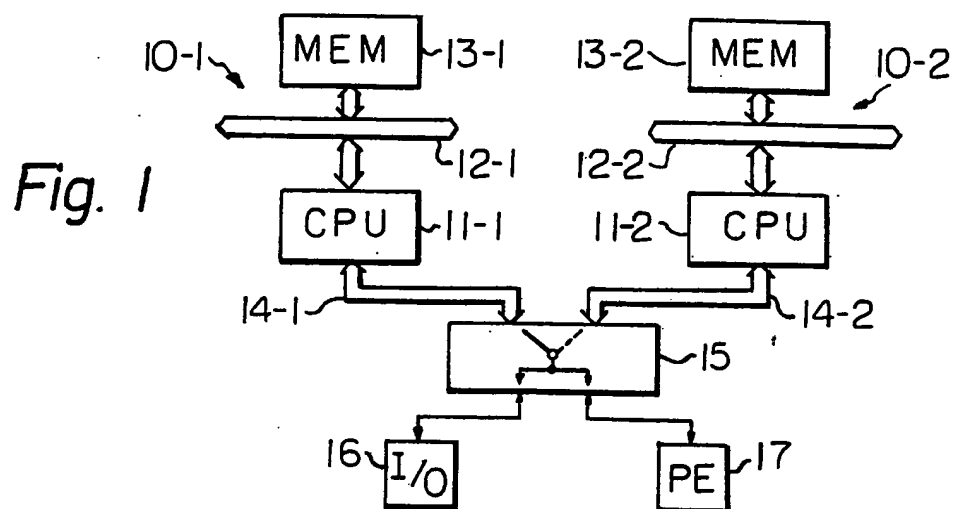 MEM 13-1 13-2 MEM
10-1 10-2
12-1 12-2
Fig. 1
CPU 11-1 11-2 CPU
14-1 14-2
15
16 I/O PE 17